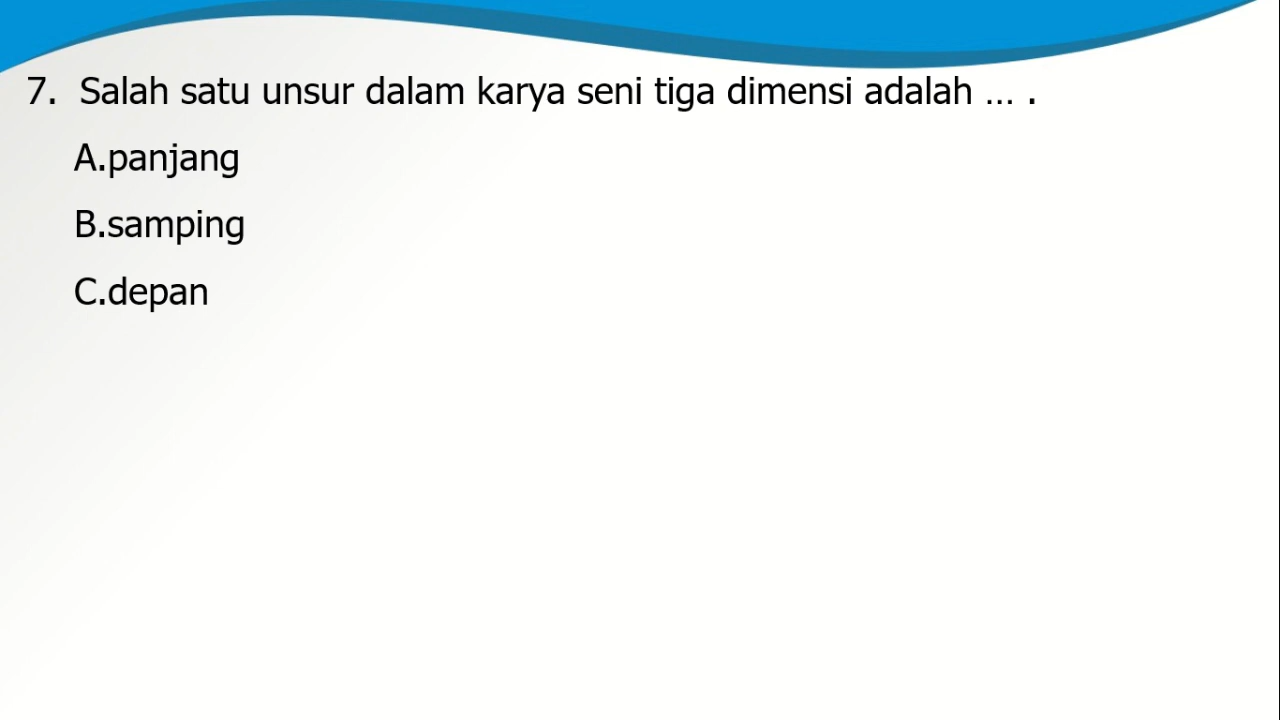 7. Salah satu unsur dalam karya seni tiga dimensi adalah ... .
A.panjang
B.samping
C.depan